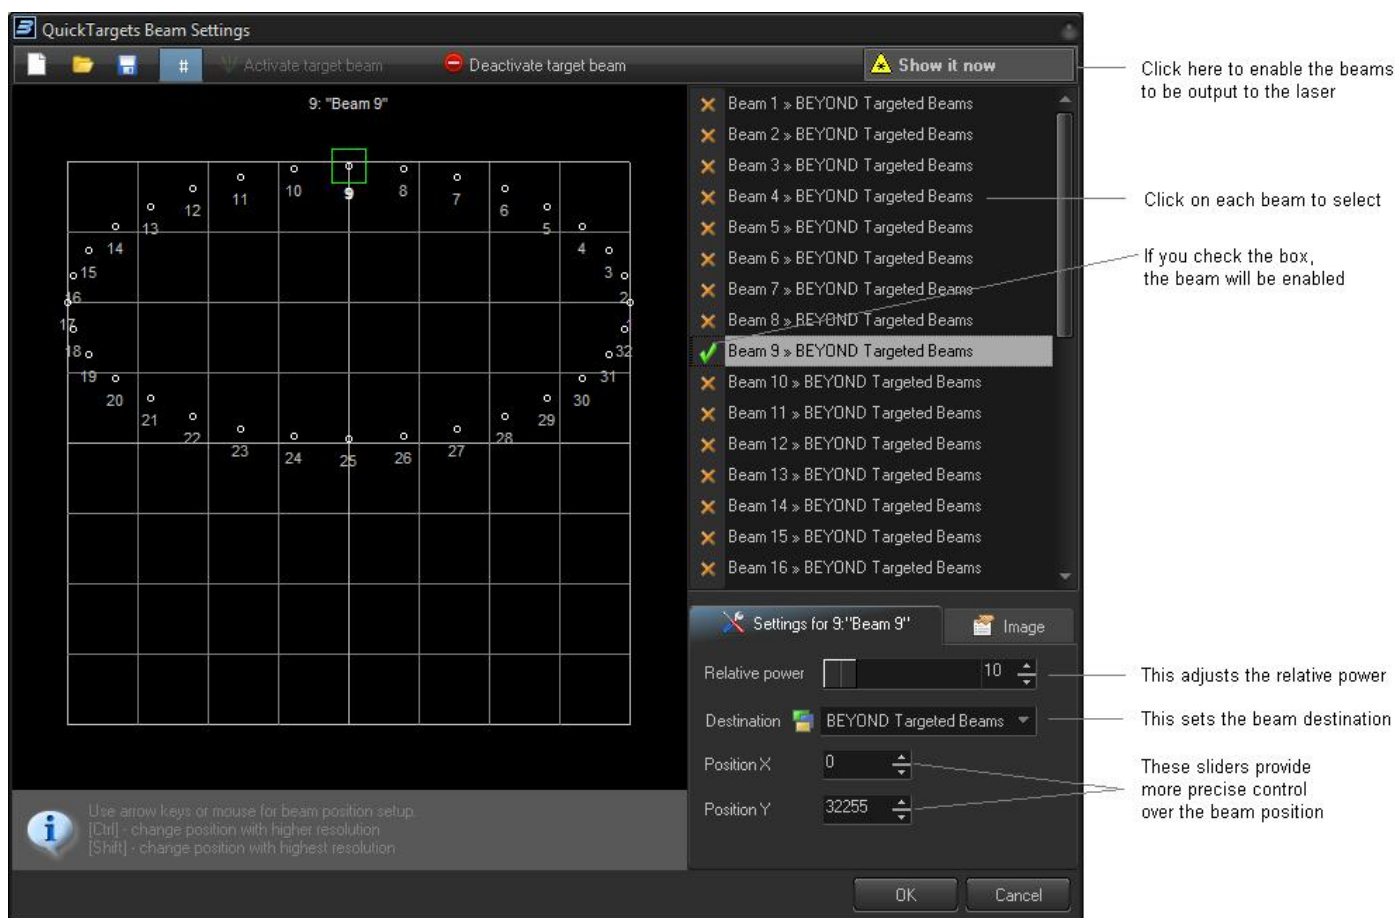 QuickTargets Beam Settings
# Activate target beam Deactivate target beam Show it now
9: "Beam 9"
12 11 10 9 8 7 6
13 5
14 4
15 3
16 2
17 1
18 32
19 31
20 30
21 29
22 28
23 24 25 26 27
Use arrow keys or mouse for beam position setup.
[Ctrl] - change position with higher resolution
[Shift] - change position with highest resolution
Beam 1 » BEYOND Targeted Beams
Beam 2 » BEYOND Targeted Beams
Beam 3 » BEYOND Targeted Beams
Beam 4 » BEYOND Targeted Beams
Beam 5 » BEYOND Targeted Beams
Beam 6 » BEYOND Targeted Beams
Beam 7 » BEYOND Targeted Beams
Beam 8 » BEYOND Targeted Beams
Beam 9 » BEYOND Targeted Beams
Beam 10 » BEYOND Targeted Beams
Beam 11 » BEYOND Targeted Beams
Beam 12 » BEYOND Targeted Beams
Beam 13 » BEYOND Targeted Beams
Beam 14 » BEYOND Targeted Beams
Beam 15 » BEYOND Targeted Beams
Beam 16 » BEYOND Targeted Beams
Settings for 9:"Beam 9" Image
Relative power 10
Destination BEYOND Targeted Beams
Position X 0
Position Y 32255
OK Cancel
Click here to enable the beams
to be output to the laser
Click on each beam to select
If you check the box,
the beam will be enabled
This adjusts the relative power
This sets the beam destination
These sliders provide
more precise control
over the beam position